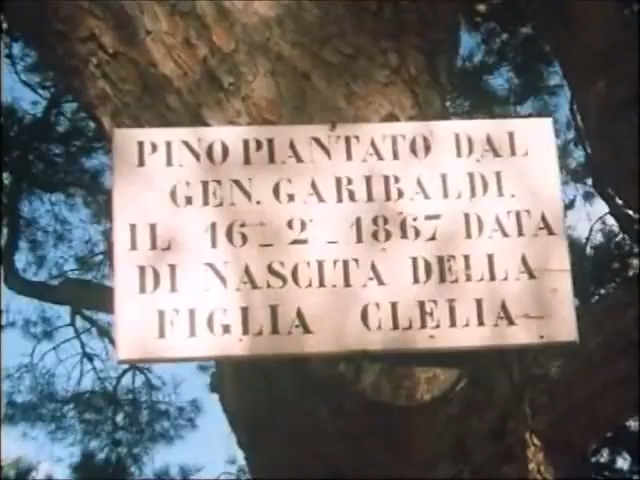 PINO PIANTATO DAL
GEN. GARIBALDI.
IL 16_2_1867 DATA
DI NASCITA DELLA
FIGLIA CLELIA